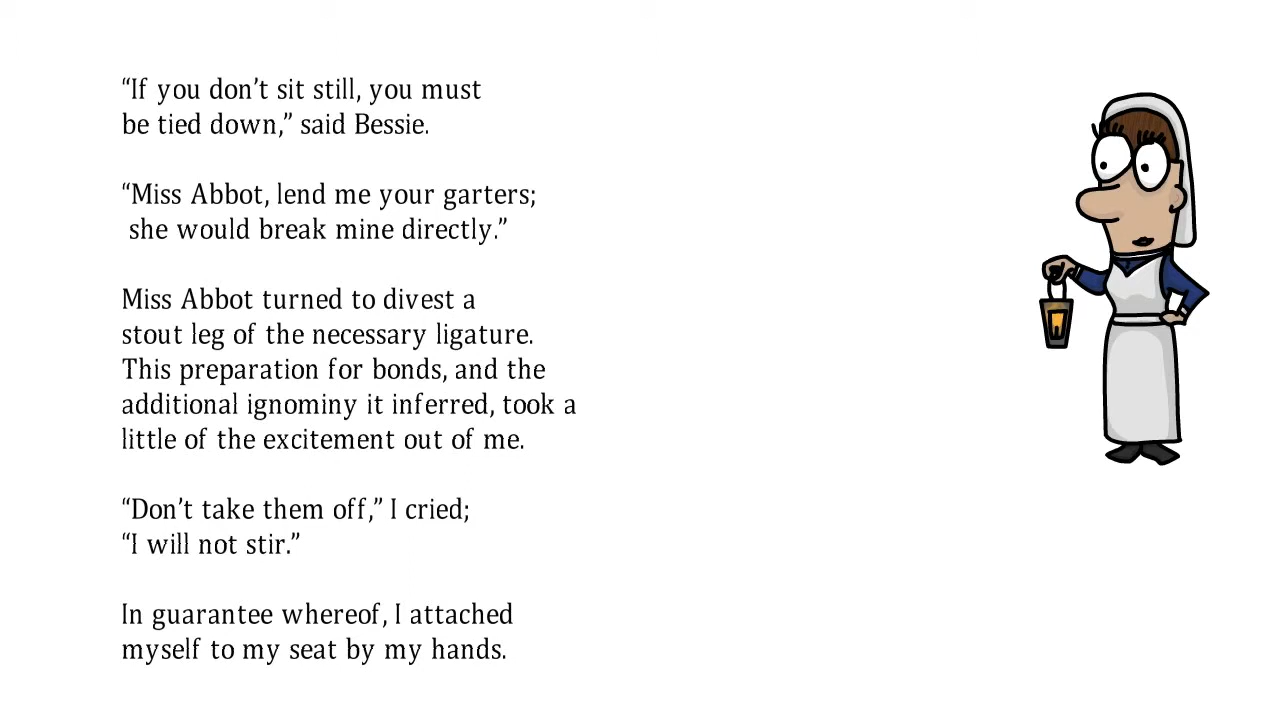 “If you don’t sit still, you must
be tied down,” said Bessie.
“Miss Abbot, lend me your garters;
she would break mine directly.”
Miss Abbot turned to divest a
stout leg of the necessary ligature.
This preparation for bonds, and the
additional ignominy it inferred, took a
little of the excitement out of me.
“Don’t take them off,” I cried;
“I will not stir.”
In guarantee whereof, I attached
myself to my seat by my hands.